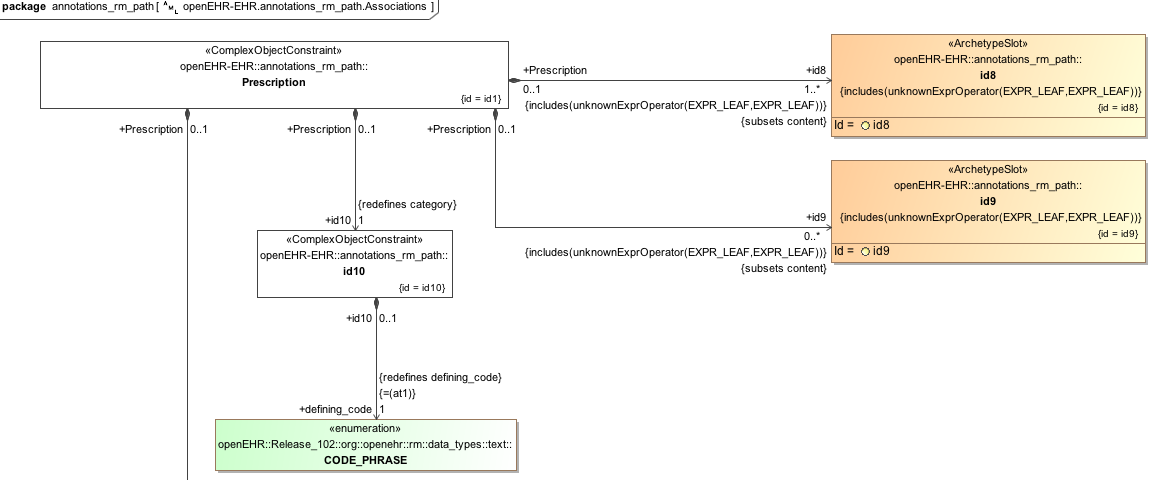 package annotations_rm_path [ AML openEHR-EHR.annotations_rm_path.Associations ]
«ComplexObjectConstraint»
openEHR-EHR::annotations_rm_path::
Prescription
{id = id1}
+Prescription
0..1
+id8
1..*
{includes(unknownExprOperator(EXPR_LEAF,EXPR_LEAF))}
{subsets content}
«ArchetypeSlot»
openEHR-EHR::annotations_rm_path::
id8
{includes(unknownExprOperator(EXPR_LEAF,EXPR_LEAF))}
{id = id8}
Id = id8
+Prescription 0..1
+Prescription 0..1
+Prescription 0..1
+id9
0..*
{includes(unknownExprOperator(EXPR_LEAF,EXPR_LEAF))}
{subsets content}
«ArchetypeSlot»
openEHR-EHR::annotations_rm_path::
id9
{includes(unknownExprOperator(EXPR_LEAF,EXPR_LEAF))}
{id = id9}
Id = id9
{redefines category}
+id10 1
«ComplexObjectConstraint»
openEHR-EHR::annotations_rm_path::
id10
{id = id10}
+id10 0..1
{redefines defining_code}
{=(at1)}
+defining_code 1
«enumeration»
openEHR::Release_102::org::openehr::rm::data_types::text::
CODE_PHRASE